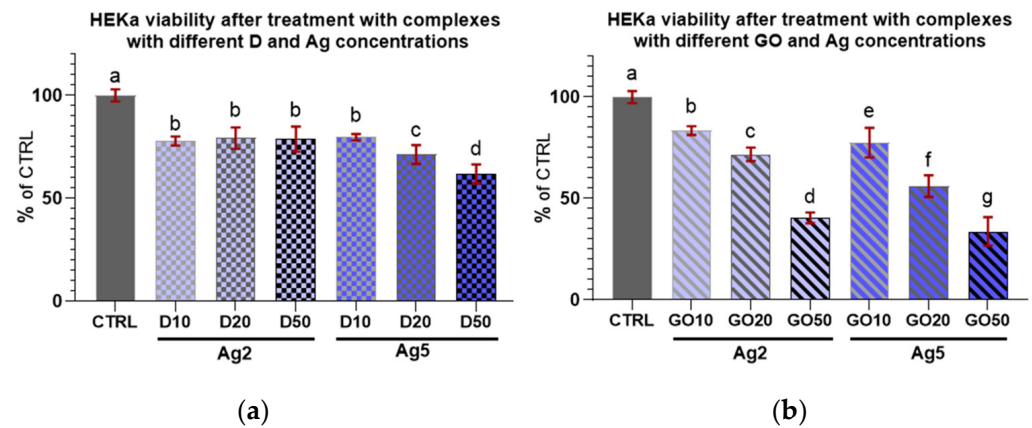 HEKa viability after treatment with complexes
with different D and Ag concentrations
% of CTRL
100
50
0
a
b
b
b
b
c
d
CTRL D10 D20 D50 D10 D20 D50
Ag2 Ag5
(a)
HEKa viability after treatment with complexes
with different GO and Ag concentrations
% of CTRL
100
50
0
a
b
c
d
e
f
g
CTRL GO10 GO20 GO50 GO10 GO20 GO50
Ag2 Ag5
(b)